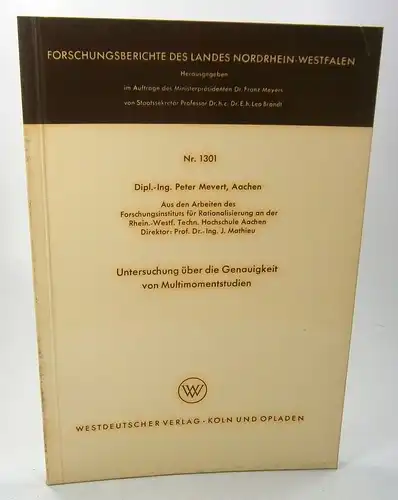 FORSCHUNGSBERICHTE DES LANDES NORDRHEIN-WESTFALEN
Herausgegeben
im Auftrage des Ministerpräsidenten Dr. Franz Meyers
von Staatssekretär Professor Dr. h. c. Dr. E. h. Leo Brandt
Nr. 1301
Dipl.-Ing. Peter Mevert, Aachen
Aus den Arbeiten des
Forschungsinstituts für Rationalisierung an der
Rhein.-Westf. Techn. Hochschule Aachen
Direktor: Prof. Dr.-Ing. J. Mathieu
Untersuchung über die Genauigkeit
von Multimomentstudien
WV
WESTDEUTSCHER VERLAG · KÖLN UND OPLADEN